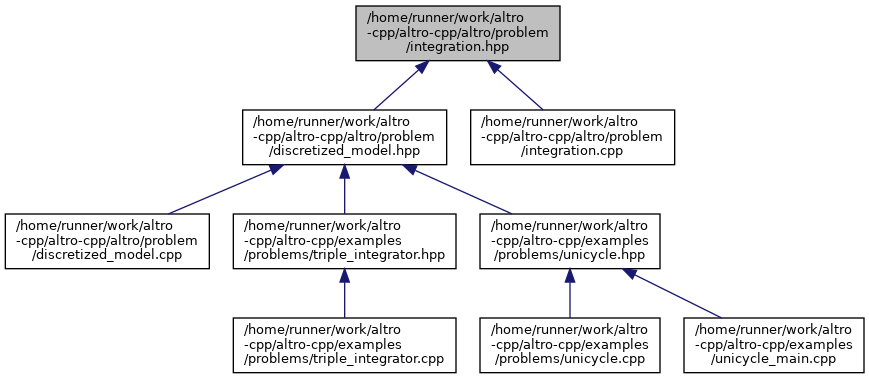 /home/runner/work/altro
-cpp/altro-cpp/altro/problem
/integration.hpp
/home/runner/work/altro
-cpp/altro-cpp/altro/problem
/discretized_model.hpp
/home/runner/work/altro
-cpp/altro-cpp/altro/problem
/integration.cpp
/home/runner/work/altro
-cpp/altro-cpp/altro/problem
/discretized_model.cpp
/home/runner/work/altro
-cpp/altro-cpp/examples
/problems/triple_integrator.hpp
/home/runner/work/altro
-cpp/altro-cpp/examples
/problems/unicycle.hpp
/home/runner/work/altro
-cpp/altro-cpp/examples
/problems/triple_integrator.cpp
/home/runner/work/altro
-cpp/altro-cpp/examples
/problems/unicycle.cpp
/home/runner/work/altro
-cpp/altro-cpp/examples
/unicycle_main.cpp